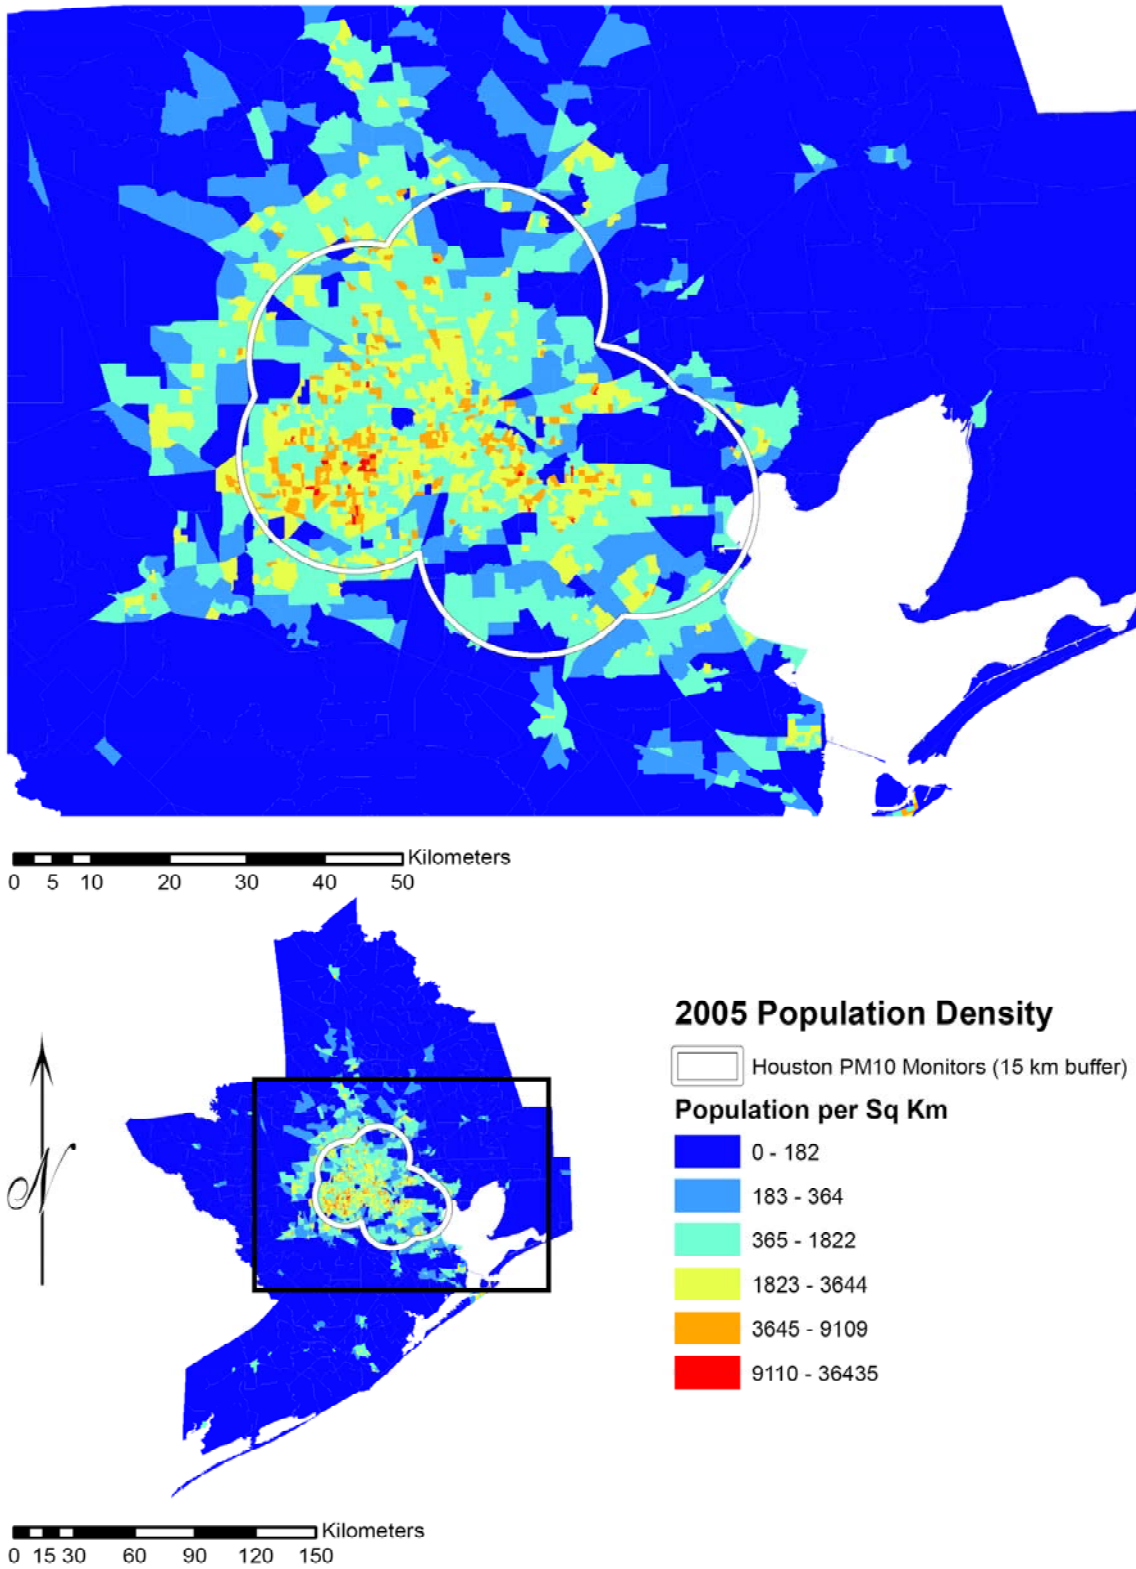 Kilometers
0 5 10 20 30 40 50
N
2005 Population Density
Houston PM10 Monitors (15 km buffer)
Population per Sq Km
0 - 182
183 - 364
365 - 1822
1823 - 3644
3645 - 9109
9110 - 36435
Kilometers
0 15 30 60 90 120 150